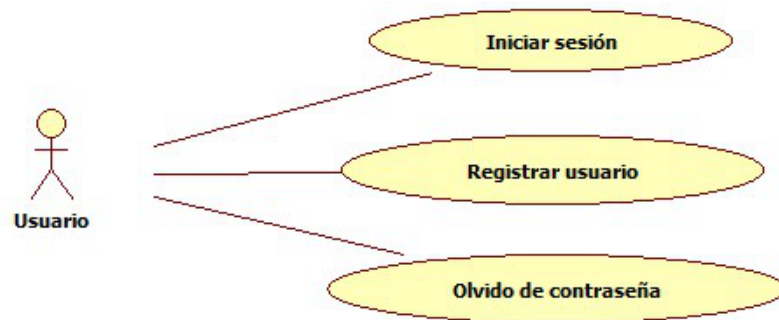 Iniciar sesión
Registrar usuario
Usuario
Olvido de contraseña